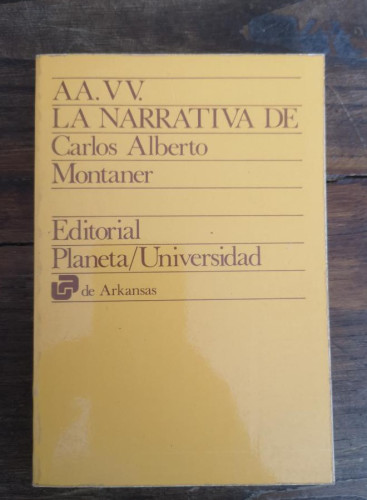 AA.VV.
LA NARRATIVA DE
Carlos Alberto
Montaner
Editorial
Planeta/Universidad
de Arkansas